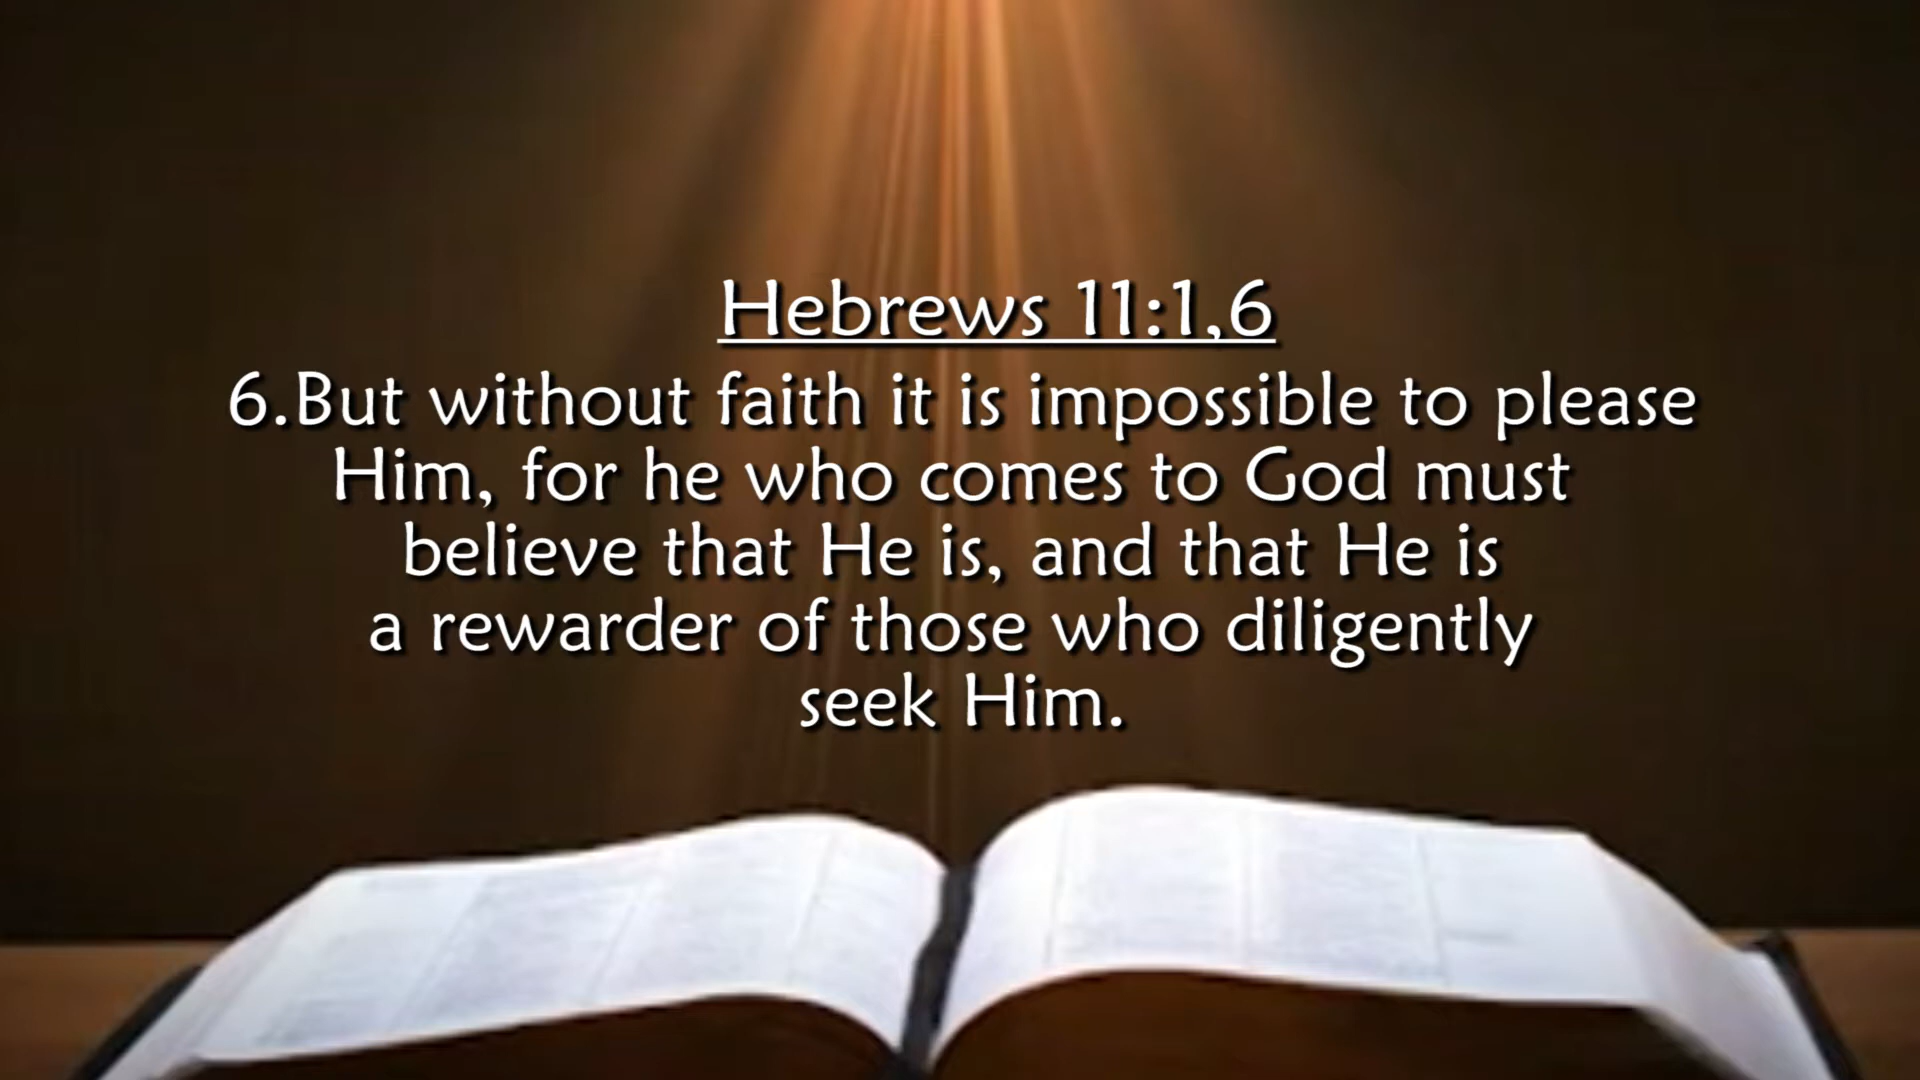 Hebrews 11:1,6
6.But without faith it is impossible to please
Him, for he who comes to God must
believe that He is, and that He is
a rewarder of those who diligently
seek Him.